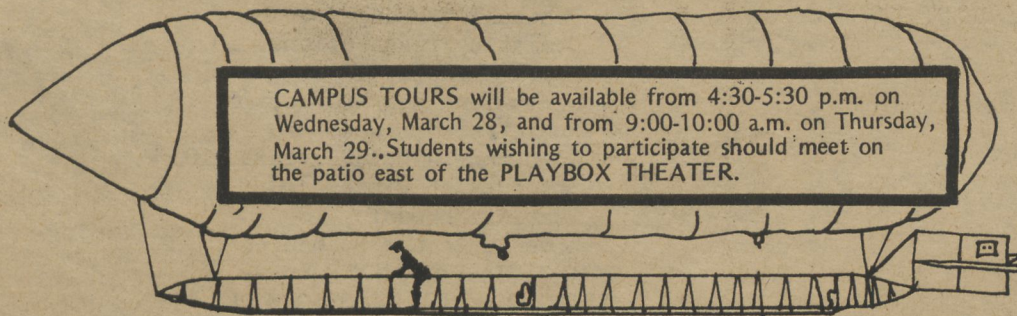 CAMPUS TOURS will be available from 4:30-5:30 p.m. on
Wednesday, March 28, and from 9:00-10:00 a.m. on Thursday,
March 29. Students wishing to participate should meet on
the patio east of the PLAYBOX THEATER.